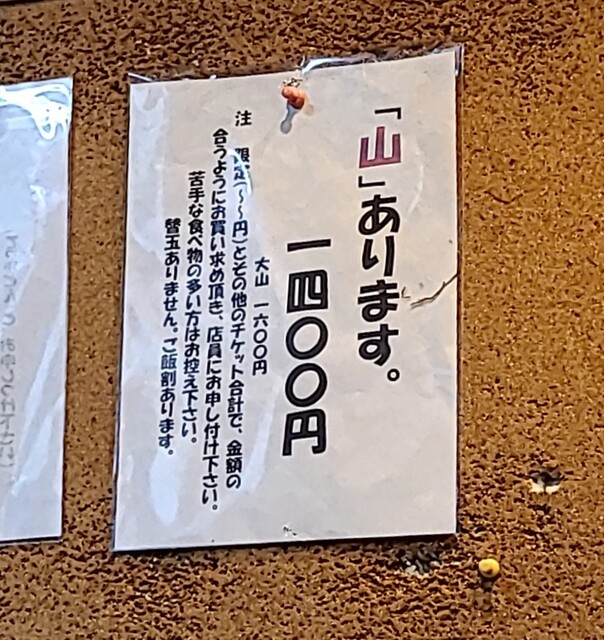 「山」あります。
一四〇〇円
大山 一六〇〇円
注 限定(〜〜円)とその他のチケット合計で、金額の
合うようにお買い求め頂き、店員にお申し付け下さい。
苦手な食べ物の多い方はお控え下さい。
替玉ありません。ご飯割あります。